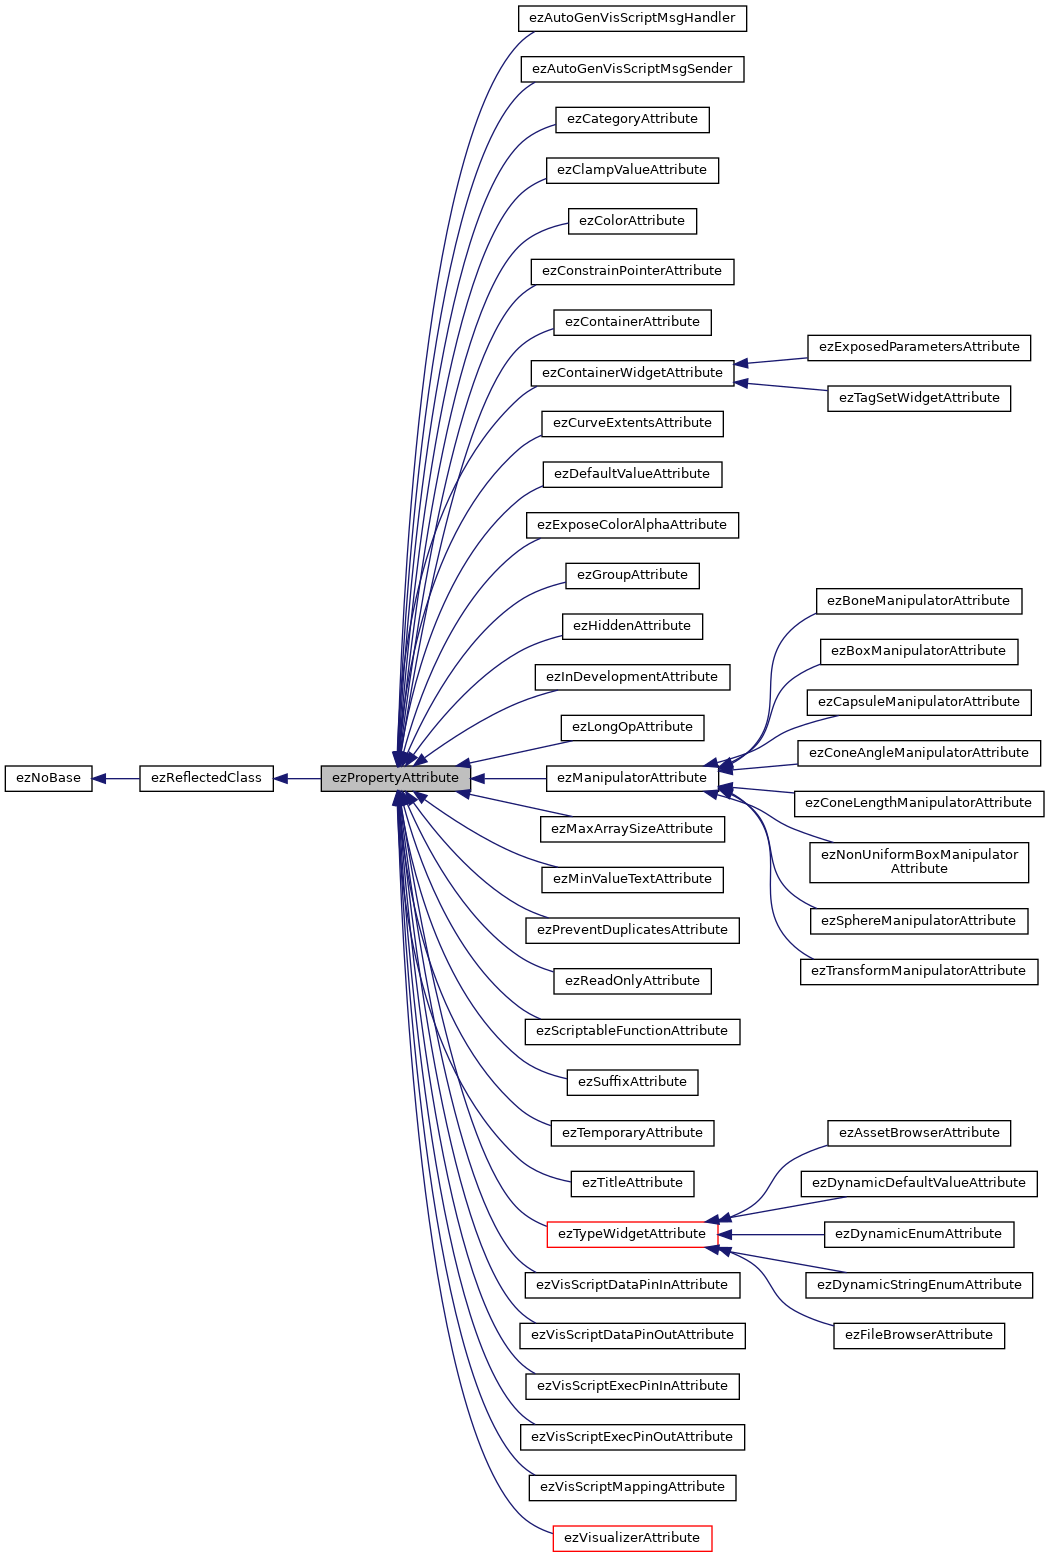 ezNoBase
ezReflectedClass
ezPropertyAttribute
ezAutoGenVisScriptMsgHandler
ezAutoGenVisScriptMsgSender
ezCategoryAttribute
ezClampValueAttribute
ezColorAttribute
ezConstrainPointerAttribute
ezContainerAttribute
ezContainerWidgetAttribute
ezExposedParametersAttribute
ezTagSetWidgetAttribute
ezCurveExtentsAttribute
ezDefaultValueAttribute
ezExposeColorAlphaAttribute
ezGroupAttribute
ezHiddenAttribute
ezInDevelopmentAttribute
ezLongOpAttribute
ezManipulatorAttribute
ezBoneManipulatorAttribute
ezBoxManipulatorAttribute
ezCapsuleManipulatorAttribute
ezConeAngleManipulatorAttribute
ezConeLengthManipulatorAttribute
ezNonUniformBoxManipulator
Attribute
ezSphereManipulatorAttribute
ezTransformManipulatorAttribute
ezMaxArraySizeAttribute
ezMinValueTextAttribute
ezPreventDuplicatesAttribute
ezReadOnlyAttribute
ezScriptableFunctionAttribute
ezSuffixAttribute
ezTemporaryAttribute
ezTitleAttribute
ezTypeWidgetAttribute
ezAssetBrowserAttribute
ezDynamicDefaultValueAttribute
ezDynamicEnumAttribute
ezDynamicStringEnumAttribute
ezFileBrowserAttribute
ezVisScriptDataPinInAttribute
ezVisScriptDataPinOutAttribute
ezVisScriptExecPinInAttribute
ezVisScriptExecPinOutAttribute
ezVisScriptMappingAttribute
ezVisualizerAttribute